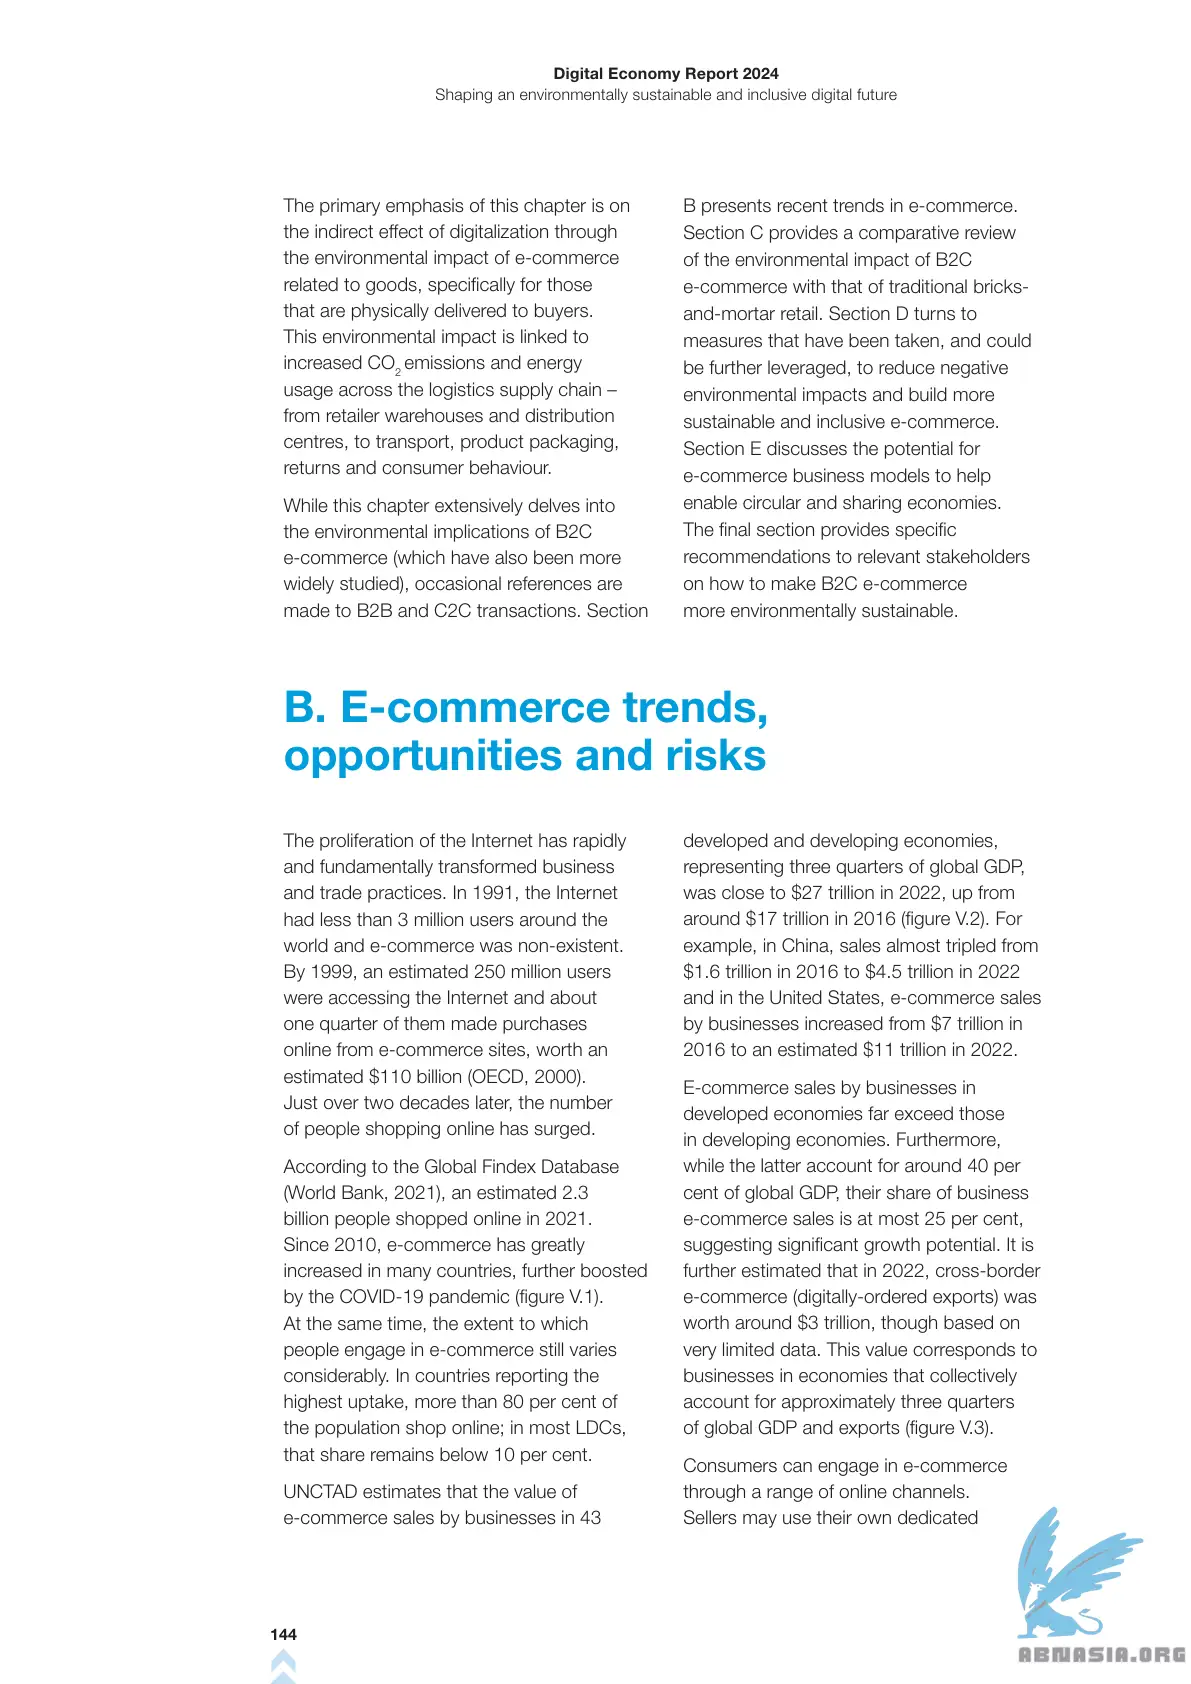 Digital Economy Report 2024
Shaping an environmentally sustainable and inclusive digital future
The primary emphasis of this chapter is on
the indirect effect of digitalization through
the environmental impact of e-commerce
related to goods, specifically for those
that are physically delivered to buyers.
This environmental impact is linked to
increased CO2 emissions and energy
usage across the logistics supply chain –
from retailer warehouses and distribution
centres, to transport, product packaging,
returns and consumer behaviour.
While this chapter extensively delves into
the environmental implications of B2C
e-commerce (which have also been more
widely studied), occasional references are
made to B2B and C2C transactions. Section
B presents recent trends in e-commerce.
Section C provides a comparative review
of the environmental impact of B2C
e-commerce with that of traditional bricks-
and-mortar retail. Section D turns to
measures that have been taken, and could
be further leveraged, to reduce negative
environmental impacts and build more
sustainable and inclusive e-commerce.
Section E discusses the potential for
e-commerce business models to help
enable circular and sharing economies.
The final section provides specific
recommendations to relevant stakeholders
on how to make B2C e-commerce
more environmentally sustainable.
B. E-commerce trends,
opportunities and risks
The proliferation of the Internet has rapidly
and fundamentally transformed business
and trade practices. In 1991, the Internet
had less than 3 million users around the
world and e-commerce was non-existent.
By 1999, an estimated 250 million users
were accessing the Internet and about
one quarter of them made purchases
online from e-commerce sites, worth an
estimated $110 billion (OECD, 2000).
Just over two decades later, the number
of people shopping online has surged.
According to the Global Findex Database
(World Bank, 2021), an estimated 2.3
billion people shopped online in 2021.
Since 2010, e-commerce has greatly
increased in many countries, further boosted
by the COVID-19 pandemic (figure V.1).
At the same time, the extent to which
people engage in e-commerce still varies
considerably. In countries reporting the
highest uptake, more than 80 per cent of
the population shop online; in most LDCs,
that share remains below 10 per cent.
UNCTAD estimates that the value of
e-commerce sales by businesses in 43
developed and developing economies,
representing three quarters of global GDP,
was close to $27 trillion in 2022, up from
around $17 trillion in 2016 (figure V.2). For
example, in China, sales almost tripled from
$1.6 trillion in 2016 to $4.5 trillion in 2022
and in the United States, e-commerce sales
by businesses increased from $7 trillion in
2016 to an estimated $11 trillion in 2022.
E-commerce sales by businesses in
developed economies far exceed those
in developing economies. Furthermore,
while the latter account for around 40 per
cent of global GDP, their share of business
e-commerce sales is at most 25 per cent,
suggesting significant growth potential. It is
further estimated that in 2022, cross-border
e-commerce (digitally-ordered exports) was
worth around $3 trillion, though based on
very limited data. This value corresponds to
businesses in economies that collectively
account for approximately three quarters
of global GDP and exports (figure V.3).
Consumers can engage in e-commerce
through a range of online channels.
Sellers may use their own dedicated
144
ABNASIA.ORG